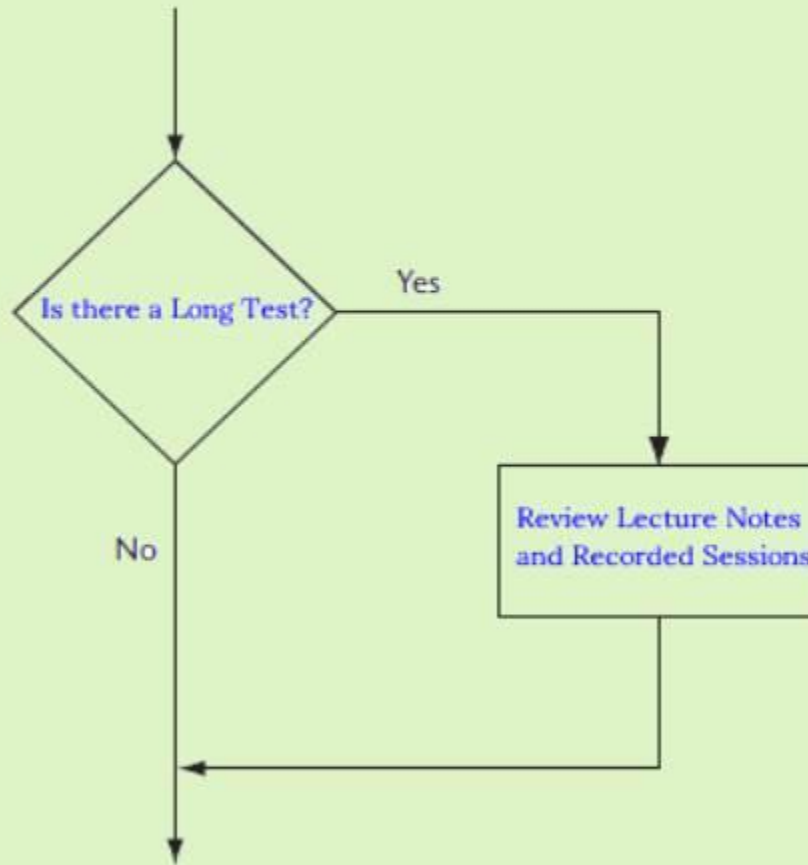 Yes
Is there a Long Test?
Review Lecture Notes
and Recorded Sessions
No